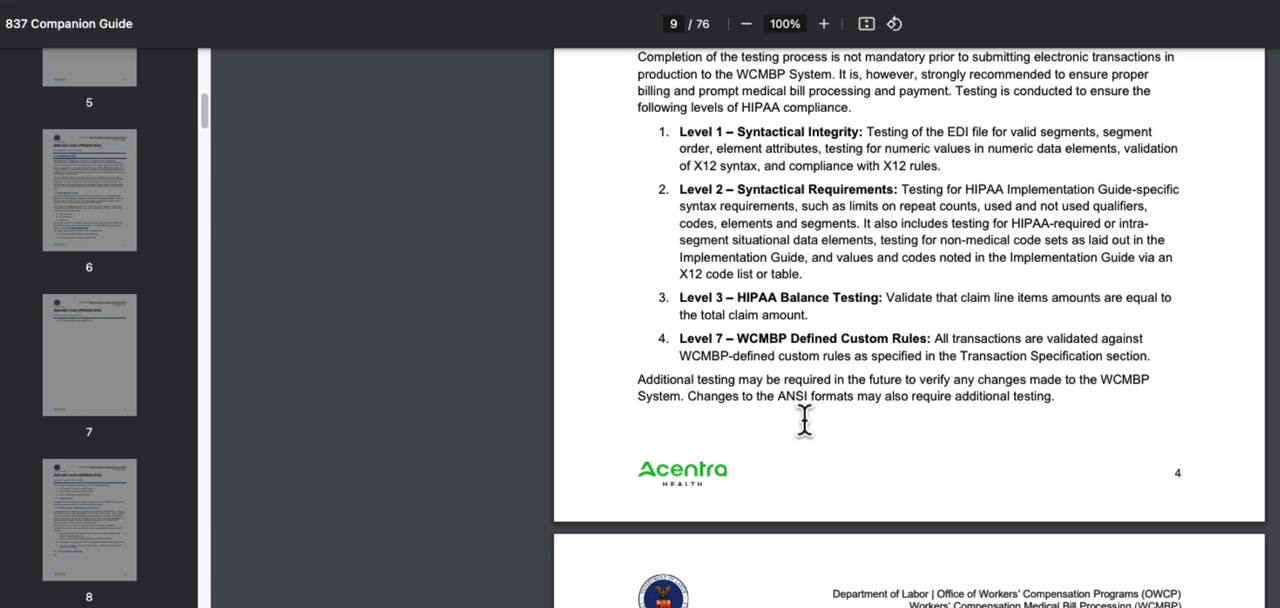 837 Companion Guide
9 / 76
100%
5
6
7
8
Completion of the testing process is not mandatory prior to submitting electronic transactions in
production to the WCMBP System. It is, however, strongly recommended to ensure proper
billing and prompt medical bill processing and payment. Testing is conducted to ensure the
following levels of HIPAA compliance.
1. Level 1 – Syntactical Integrity: Testing of the EDI file for valid segments, segment
order, element attributes, testing for numeric values in numeric data elements, validation
of X12 syntax, and compliance with X12 rules.
2. Level 2 – Syntactical Requirements: Testing for HIPAA Implementation Guide-specific
syntax requirements, such as limits on repeat counts, used and not used qualifiers,
codes, elements and segments. It also includes testing for HIPAA-required or intra-
segment situational data elements, testing for non-medical code sets as laid out in the
Implementation Guide, and values and codes noted in the Implementation Guide via an
X12 code list or table.
3. Level 3 – HIPAA Balance Testing: Validate that claim line items amounts are equal to
the total claim amount.
4. Level 7 – WCMBP Defined Custom Rules: All transactions are validated against
WCMBP-defined custom rules as specified in the Transaction Specification section.
Additional testing may be required in the future to verify any changes made to the WCMBP
System. Changes to the ANSI formats may also require additional testing.
Acentra
HEALTH
4
Department of Labor | Office of Workers' Compensation Programs (OWCP)
Workers' Compensation Medical Bill Processing (WCMBP)